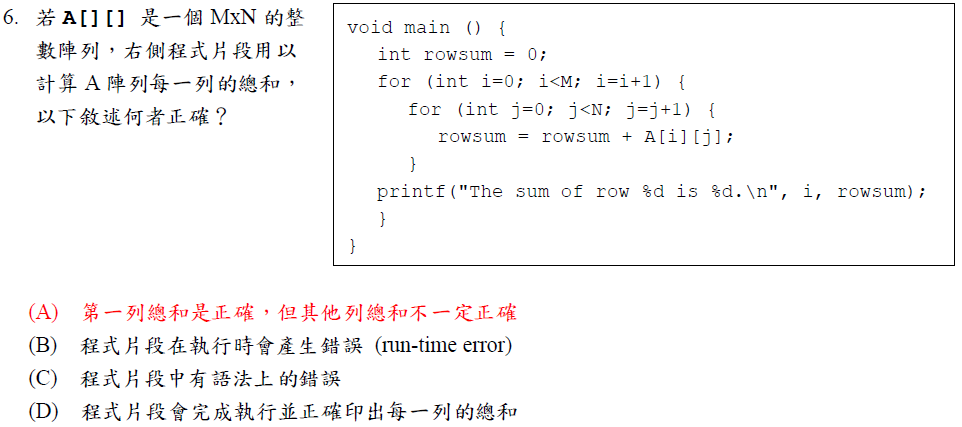 6. 若 A[][] 是一個 MxN 的整
數陣列，右側程式片段用以
計算 A 陣列每一列的總和，
以下敘述何者正確？
void main () {
int rowsum = 0;
for (int i=0; i<M; i=i+1) {
for (int j=0; j<N; j=j+1) {
rowsum = rowsum + A[i][j];
}
printf("The sum of row %d is %d.\n", i, rowsum);
}
}
(A) 第一列總和是正確，但其他列總和不一定正確
(B) 程式片段在執行時會產生錯誤 (run-time error)
(C) 程式片段中有語法上的錯誤
(D) 程式片段會完成執行並正確印出每一列的總和